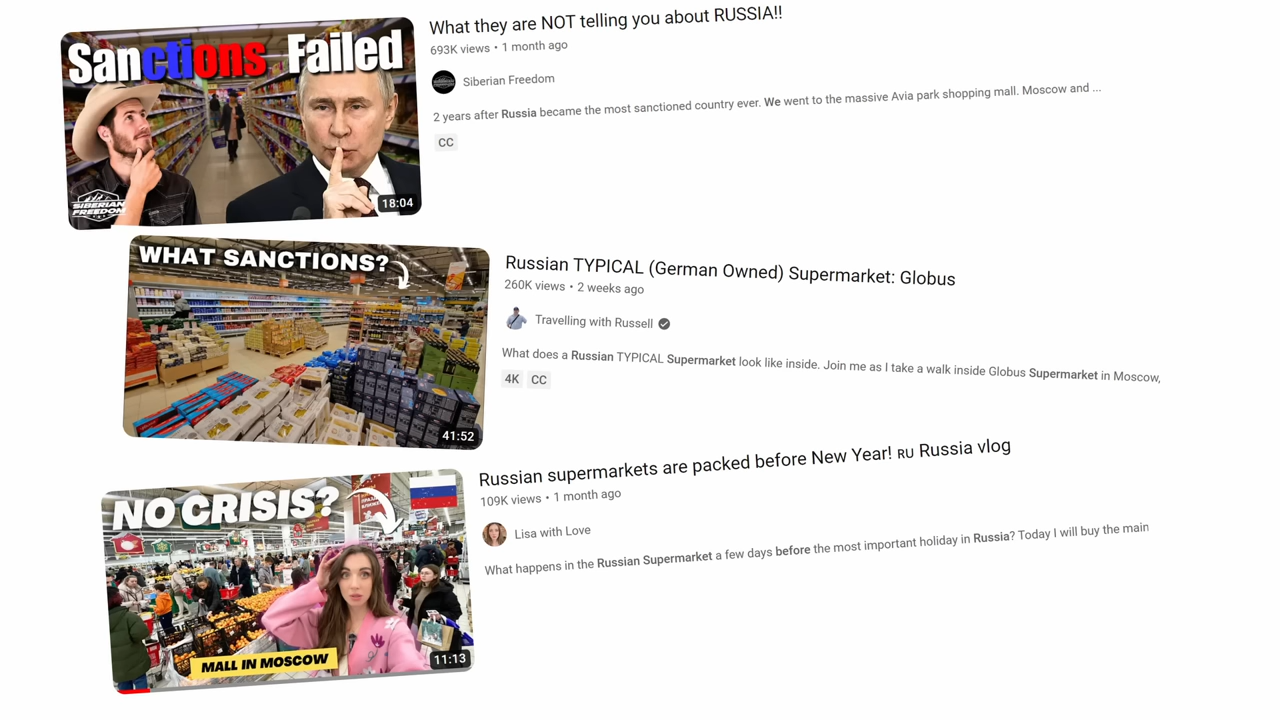 Sanctions Failed
SIBERIAN
FREEDOM
18:04
What they are NOT telling you about RUSSIA!!
693K views • 1 month ago
Siberian Freedom
2 years after Russia became the most sanctioned country ever. We went to the massive Avia park shopping mall. Moscow and ...
CC
WHAT SANCTIONS?
41:52
Russian TYPICAL (German Owned) Supermarket: Globus
260K views • 2 weeks ago
Travelling with Russell
What does a Russian TYPICAL Supermarket look like inside. Join me as I take a walk inside Globus Supermarket in Moscow,
4K CC
NO CRISIS?
MALL IN MOSCOW
11:13
Russian supermarkets are packed before New Year! RU Russia vlog
109K views • 1 month ago
Lisa with Love
What happens in the Russian Supermarket a few days before the most important holiday in Russia? Today I will buy the main